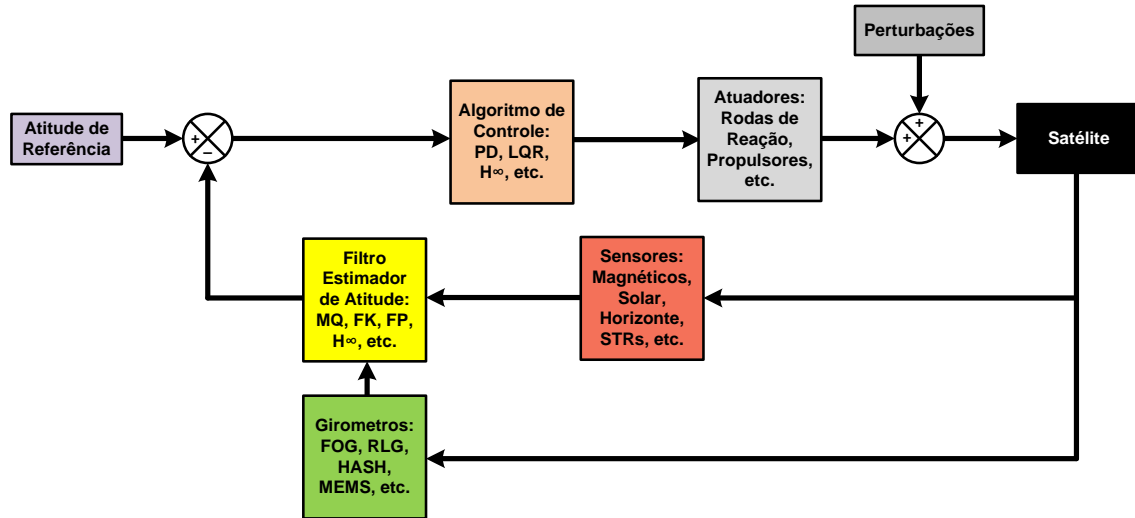 Perturbações
Atitude de
Referência
+
−
Algoritmo de
Controle:
PD, LQR,
H∞, etc.
Atuadores:
Rodas de
Reação,
Propulsores,
etc.
+
+
Satélite
Filtro
Estimador
de Atitude:
MQ, FK, FP,
H∞, etc.
Sensores:
Magnéticos,
Solar,
Horizonte,
STRs, etc.
Girometros:
FOG, RLG,
HASH,
MEMS, etc.